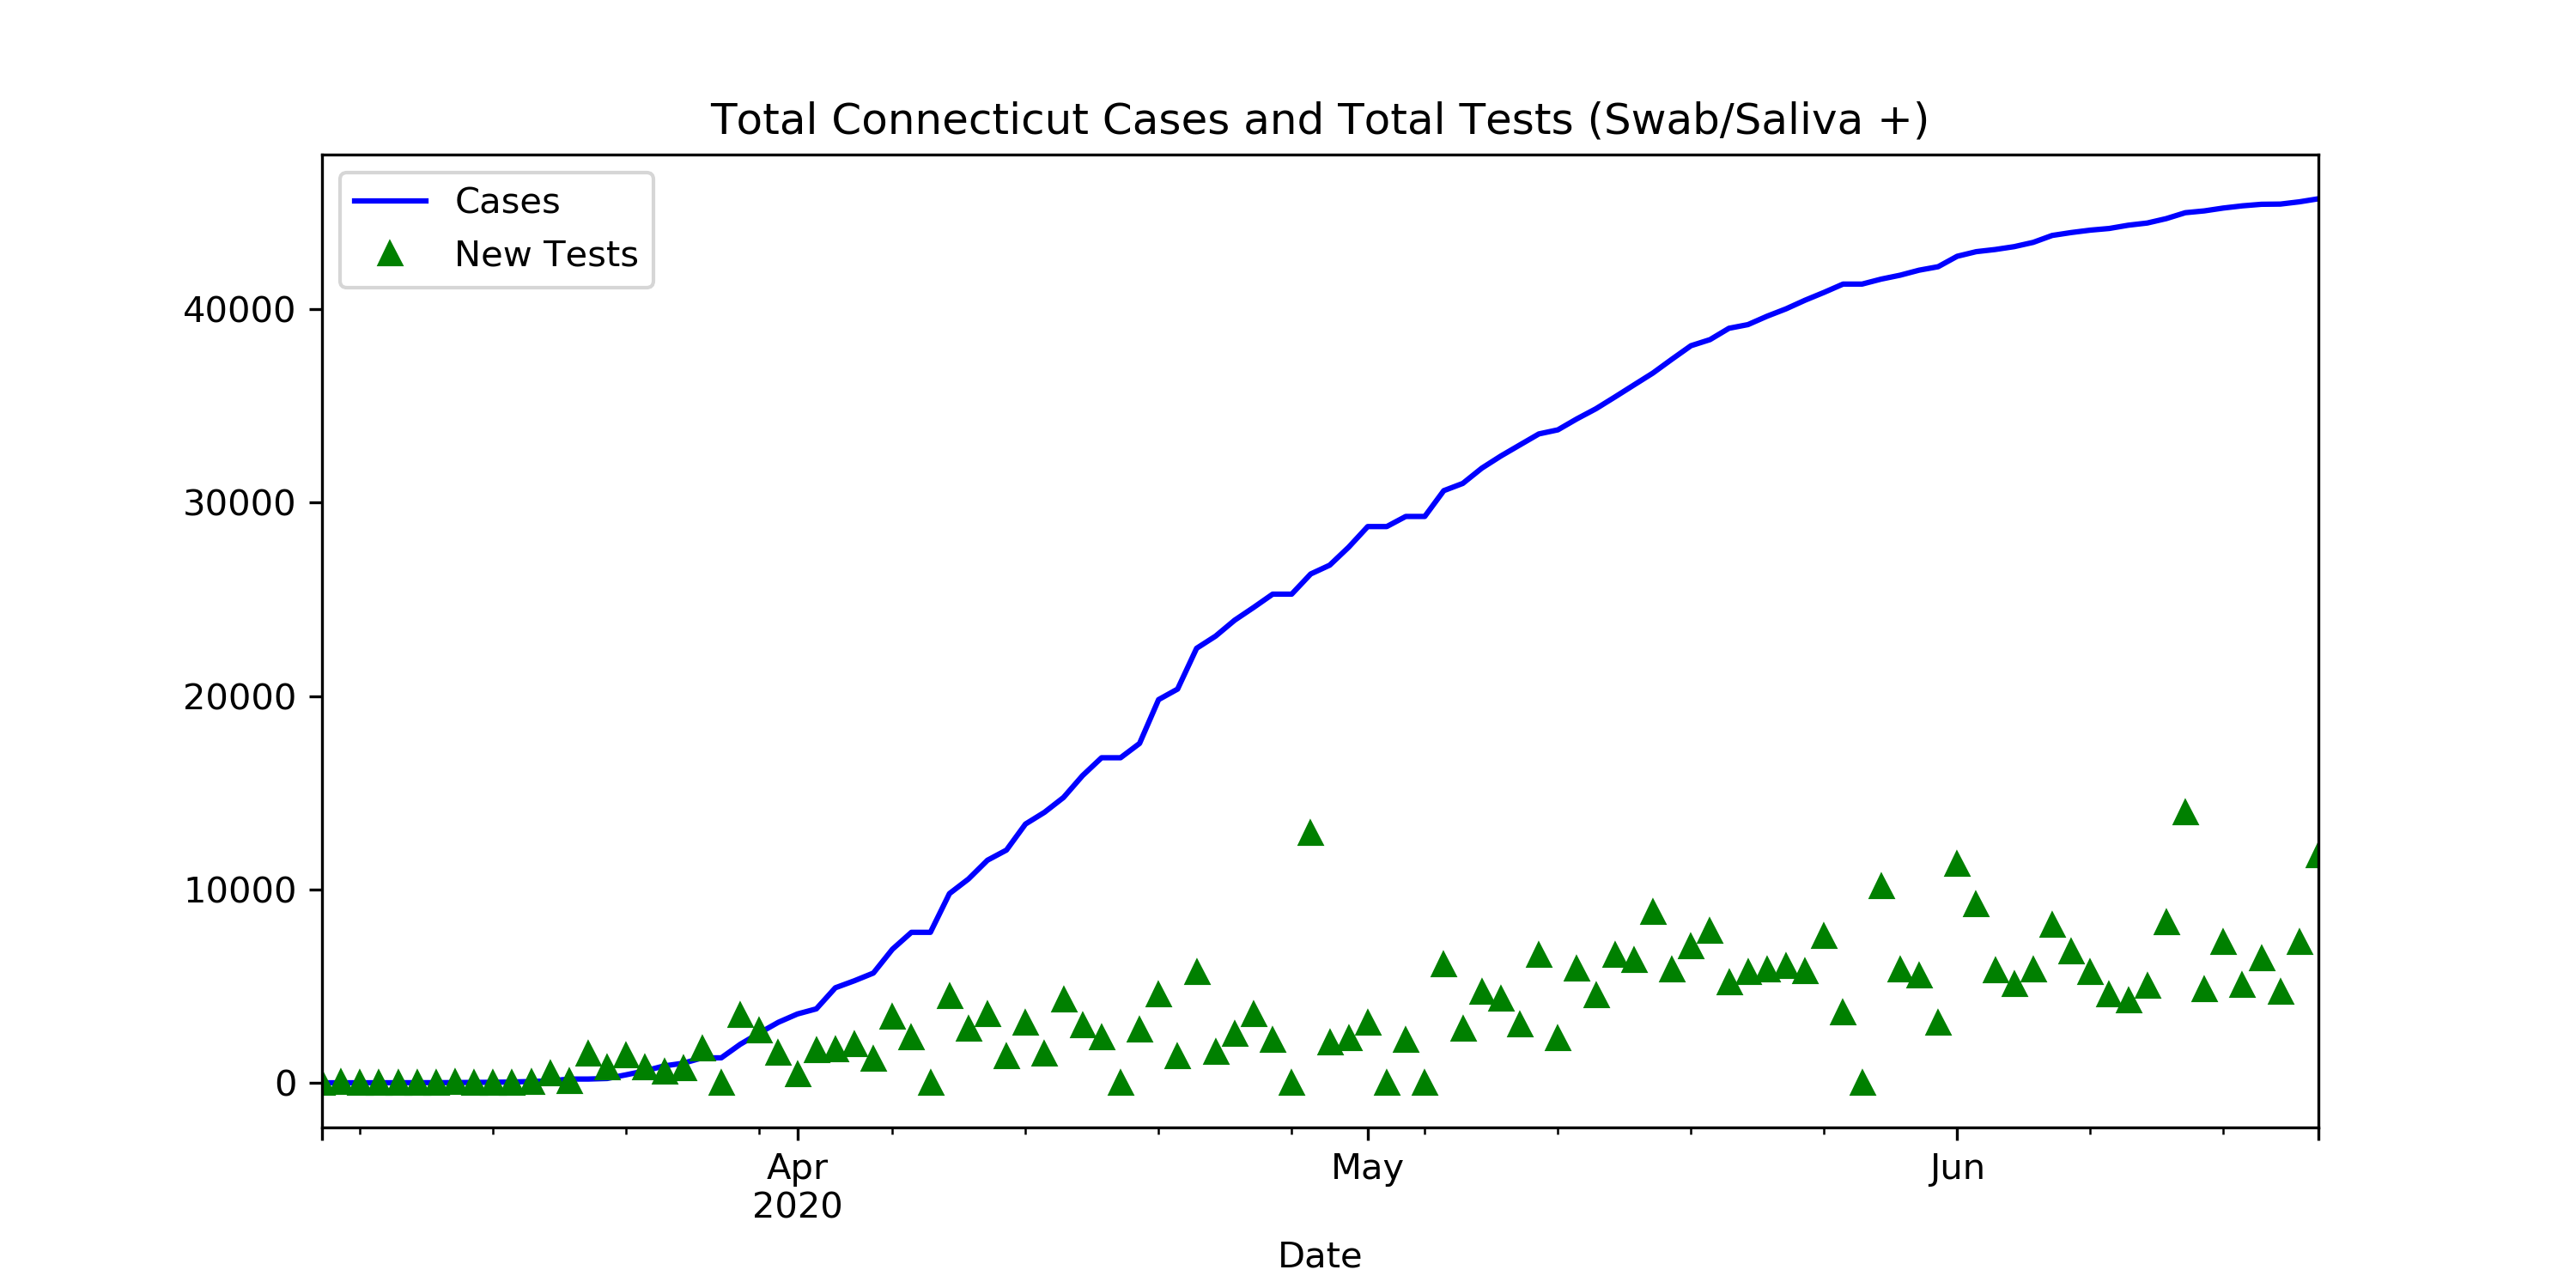 Total Connecticut Cases and Total Tests (Swab/Saliva +)
Cases
New Tests
40000
30000
20000
10000
0
Apr
2020
May
Jun
Date